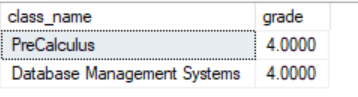 class_name grade
PreCalculus 4.0000
Database Management Systems 4.0000